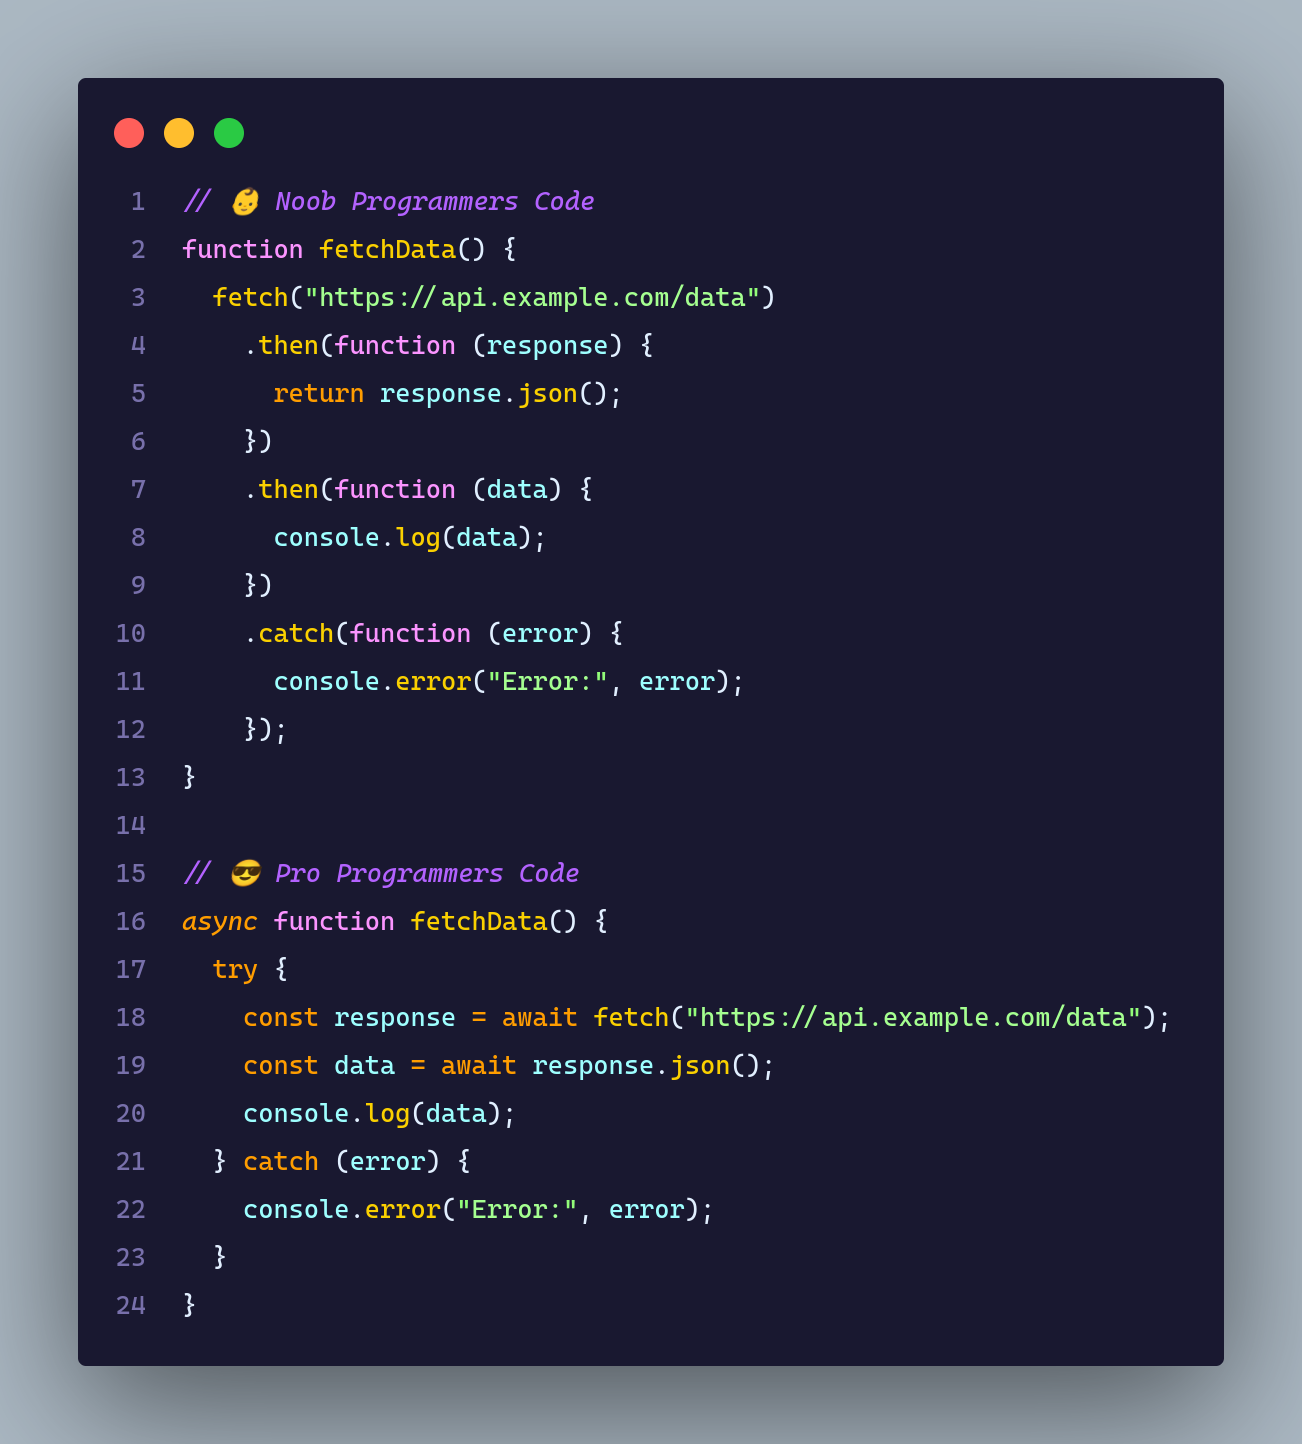 1 // 👶 Noob Programmers Code
2 function fetchData() {
3   fetch("https://api.example.com/data")
4     .then(function (response) {
5       return response.json();
6     })
7     .then(function (data) {
8       console.log(data);
9     })
10     .catch(function (error) {
11       console.error("Error:", error);
12     });
13 }
14
15 // 😎 Pro Programmers Code
16 async function fetchData() {
17   try {
18     const response = await fetch("https://api.example.com/data");
19     const data = await response.json();
20     console.log(data);
21   } catch (error) {
22     console.error("Error:", error);
23   }
24 }